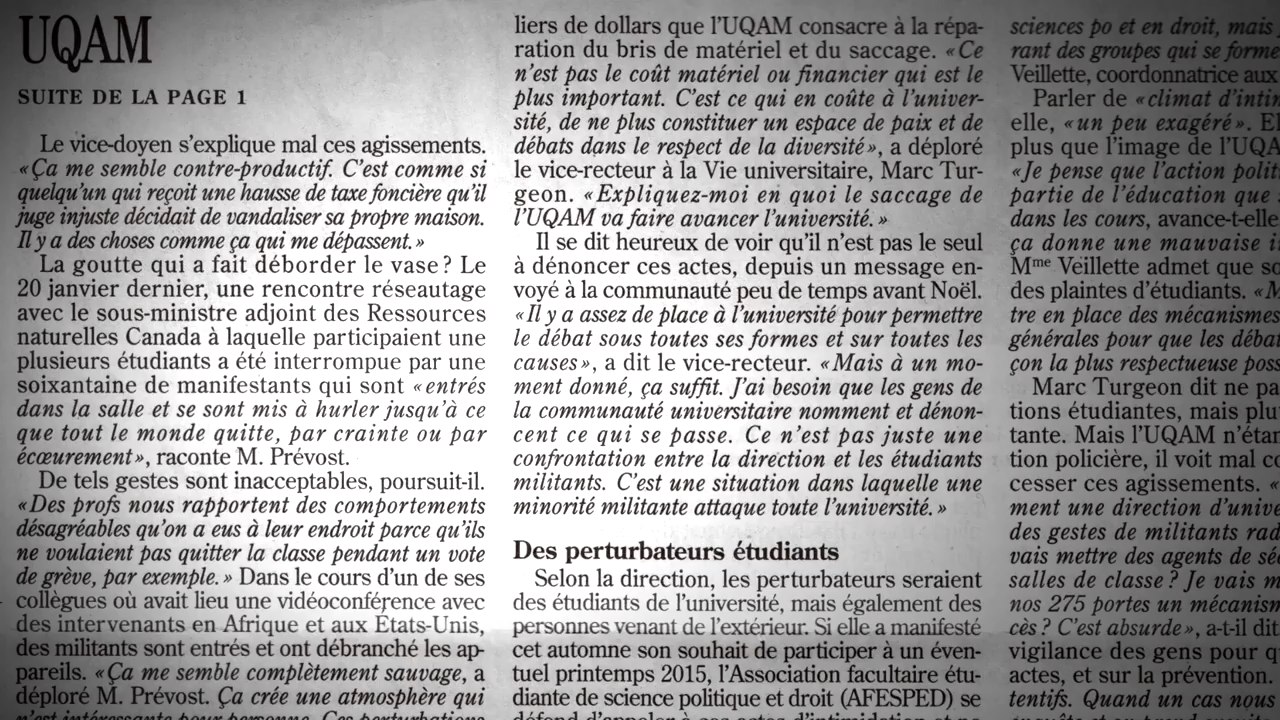 UQAM
SUITE DE LA PAGE 1
Le vice-doyen s'explique mal ces agissements.
«Ça me semble contre-productif. C'est comme si
quelqu'un qui reçoit une hausse de taxe foncière qu'il
juge injuste décidait de vandaliser sa propre maison.
Il y a des choses comme ça qui me dépassent.»
La goutte qui a fait déborder le vase? Le
20 janvier dernier, une rencontre réseautage
avec le sous-ministre adjoint des Ressources
naturelles Canada à laquelle participaient une
plusieurs étudiants a été interrompue par une
soixantaine de manifestants qui sont «entrés
dans la salle et se sont mis à hurler jusqu'à ce
que tout le monde quitte, par crainte ou par
écœurement», raconte M. Prévost.
De tels gestes sont inacceptables, poursuit-il.
«Des profs nous rapportent des comportements
désagréables qu'on a eus à leur endroit parce qu'ils
ne voulaient pas quitter la classe pendant un vote
de grève, par exemple.» Dans le cours d'un de ses
collègues où avait lieu une vidéoconférence avec
des intervenants en Afrique et aux États-Unis,
des militants sont entrés et ont débranché les ap-
pareils. «Ça me semble complètement sauvage, a
déploré M. Prévost. Ça crée une atmosphère qui
n'est intéressante pour personne. Ces perturbations
liers de dollars que l'UQAM consacre à la répa-
ration du bris de matériel et du saccage. «Ce
n'est pas le coût matériel ou financier qui est le
plus important. C'est ce qui en coûte à l'univer-
sité, de ne plus constituer un espace de paix et de
débats dans le respect de la diversité», a déploré
le vice-recteur à la Vie universitaire, Marc Tur-
geon. «Expliquez-moi en quoi le saccage de
l'UQAM va faire avancer l'université.»
Il se dit heureux de voir qu'il n'est pas le seul
à dénoncer ces actes, depuis un message en-
voyé à la communauté peu de temps avant Noël.
«Il y a assez de place à l'université pour permettre
le débat sous toutes ses formes et sur toutes les
causes», a dit le vice-recteur. «Mais à un mo-
ment donné, ça suffit. J'ai besoin que les gens de
la communauté universitaire nomment et dénon-
cent ce qui se passe. Ce n'est pas juste une
confrontation entre la direction et les étudiants
militants. C'est une situation dans laquelle une
minorité militante attaque toute l'université.»
Des perturbateurs étudiants
Selon la direction, les perturbateurs seraient
des étudiants de l'université, mais également des
personnes venant de l'extérieur. Si elle a manifesté
cet automne son souhait de participer à un éven-
tuel printemps 2015, l'Association facultaire étu-
diante de science politique et droit (AFESPED) se
défend d'appeler à ces actes d'intimidation et ne
sciences po et en droit, mais
rant des groupes qui se forme
Veillette, coordonnatrice aux
Parler de «climat d'intim
elle, «un peu exagéré». El
plus que l'image de l'UQA
«Je pense que l'action polit
partie de l'éducation que
dans les cours, avance-t-elle
ça donne une mauvaise i
Mme Veillette admet que so
des plaintes d'étudiants. «M
tre en place des mécanismes
générales pour que les débat
çon la plus respectueuse poss
Marc Turgeon dit ne pa
tions étudiantes, mais plu
tante. Mais l'UQAM n'étan
tion policière, il voit mal co
cesser ces agissements. «
ment une direction d'unive
des gestes de militants rad
vais mettre des agents de séc
salles de classe? Je vais m
nos 275 portes un mécanism
cès? C'est absurde», a-t-il dit
vigilance des gens pour q
actes, et sur la prévention.
tentifs. Quand un cas nous